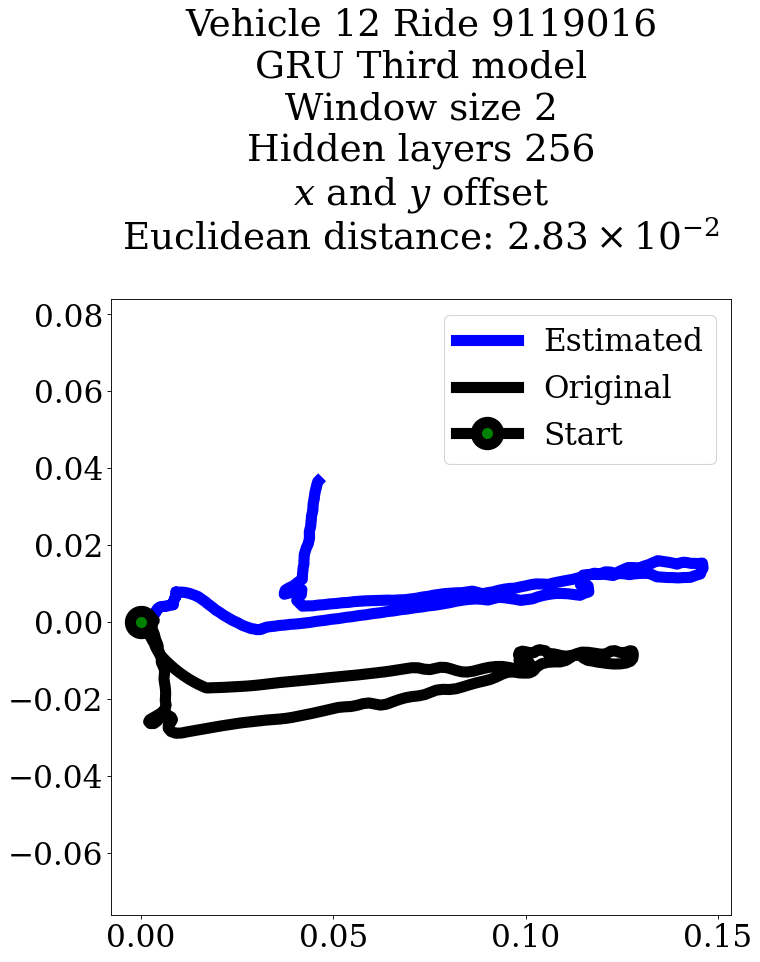 Vehicle 12 Ride 9119016
GRU Third model
Window size 2
Hidden layers 256
x and y offset
Euclidean distance: 2.83 × 10⁻²
Estimated
Original
Start
0.08
0.06
0.04
0.02
0.00
−0.02
−0.04
−0.06
0.00 0.05 0.10 0.15